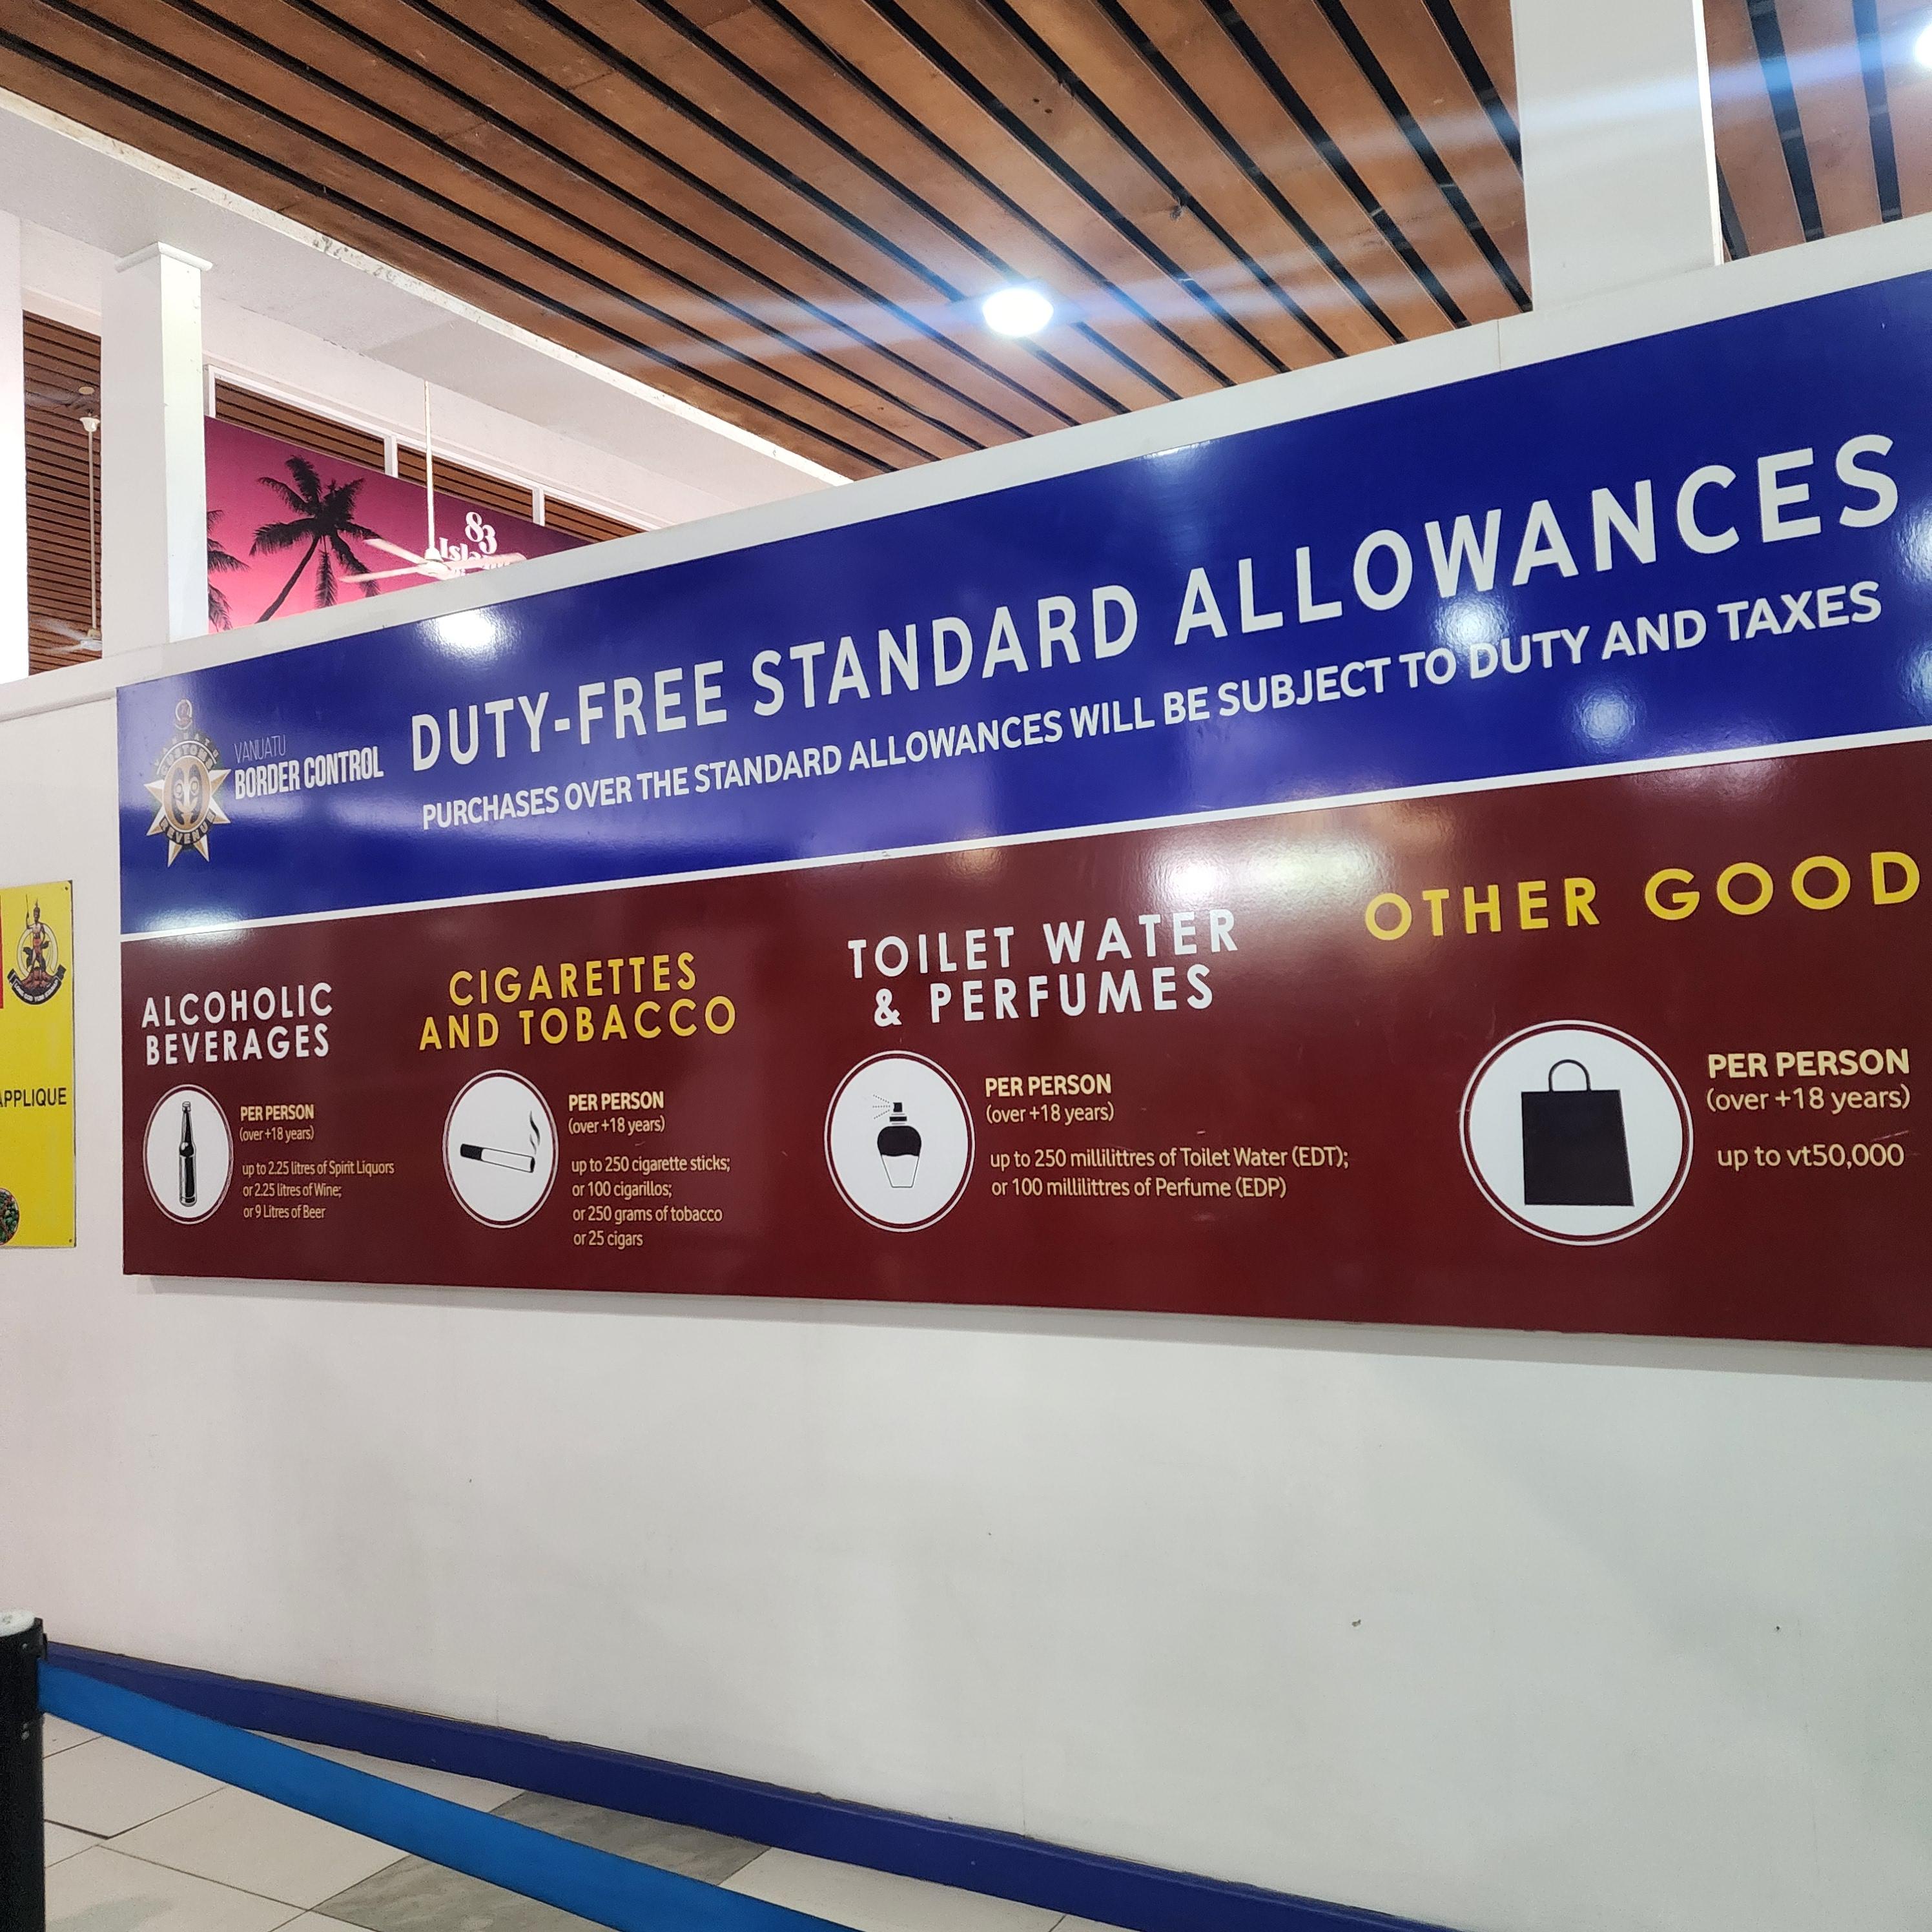 83
DUTY-FREE STANDARD ALLOWANCES
PURCHASES OVER THE STANDARD ALLOWANCES WILL BE SUBJECT TO DUTY AND TAXES
CUSTOMS
REVENUE
VANUATU
BORDER CONTROL
ALCOHOLIC
BEVERAGES
PER PERSON
(over +18 years)
up to 2.25 litres of Spirit Liquors
or 2.25 litres of Wine;
or 9 Litres of Beer
CIGARETTES
AND TOBACCO
PER PERSON
(over +18 years)
up to 250 cigarette sticks;
or 100 cigarillos;
or 250 grams of tobacco
or 25 cigars
TOILET WATER
& PERFUMES
PER PERSON
(over +18 years)
up to 250 millilittres of Toilet Water (EDT);
or 100 millilittres of Perfume (EDP)
OTHER GOOD
PER PERSON
(over +18 years)
up to vt50,000
APPLIQUE